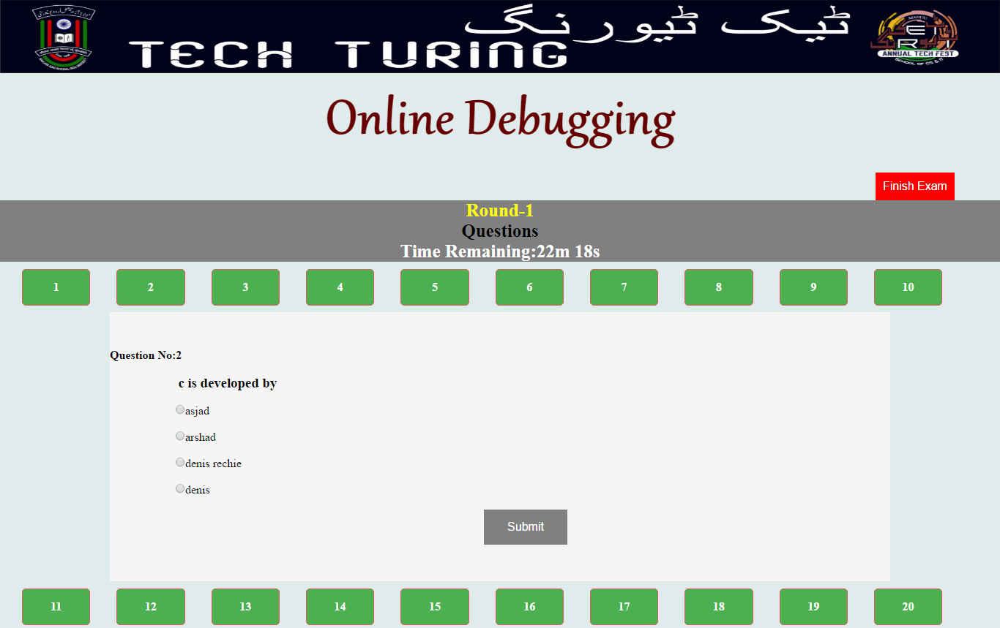 ٹیک ٹیورنگ
TECH TURING
MANUU
ANNUAL TECH FEST
SCHOOL OF CS & IT
Online Debugging
Finish Exam
Round-1
Questions
Time Remaining:22m 18s
1 2 3 4 5 6 7 8 9 10
Question No:2
c is developed by
asjad
arshad
denis rechie
denis
Submit
11 12 13 14 15 16 17 18 19 20